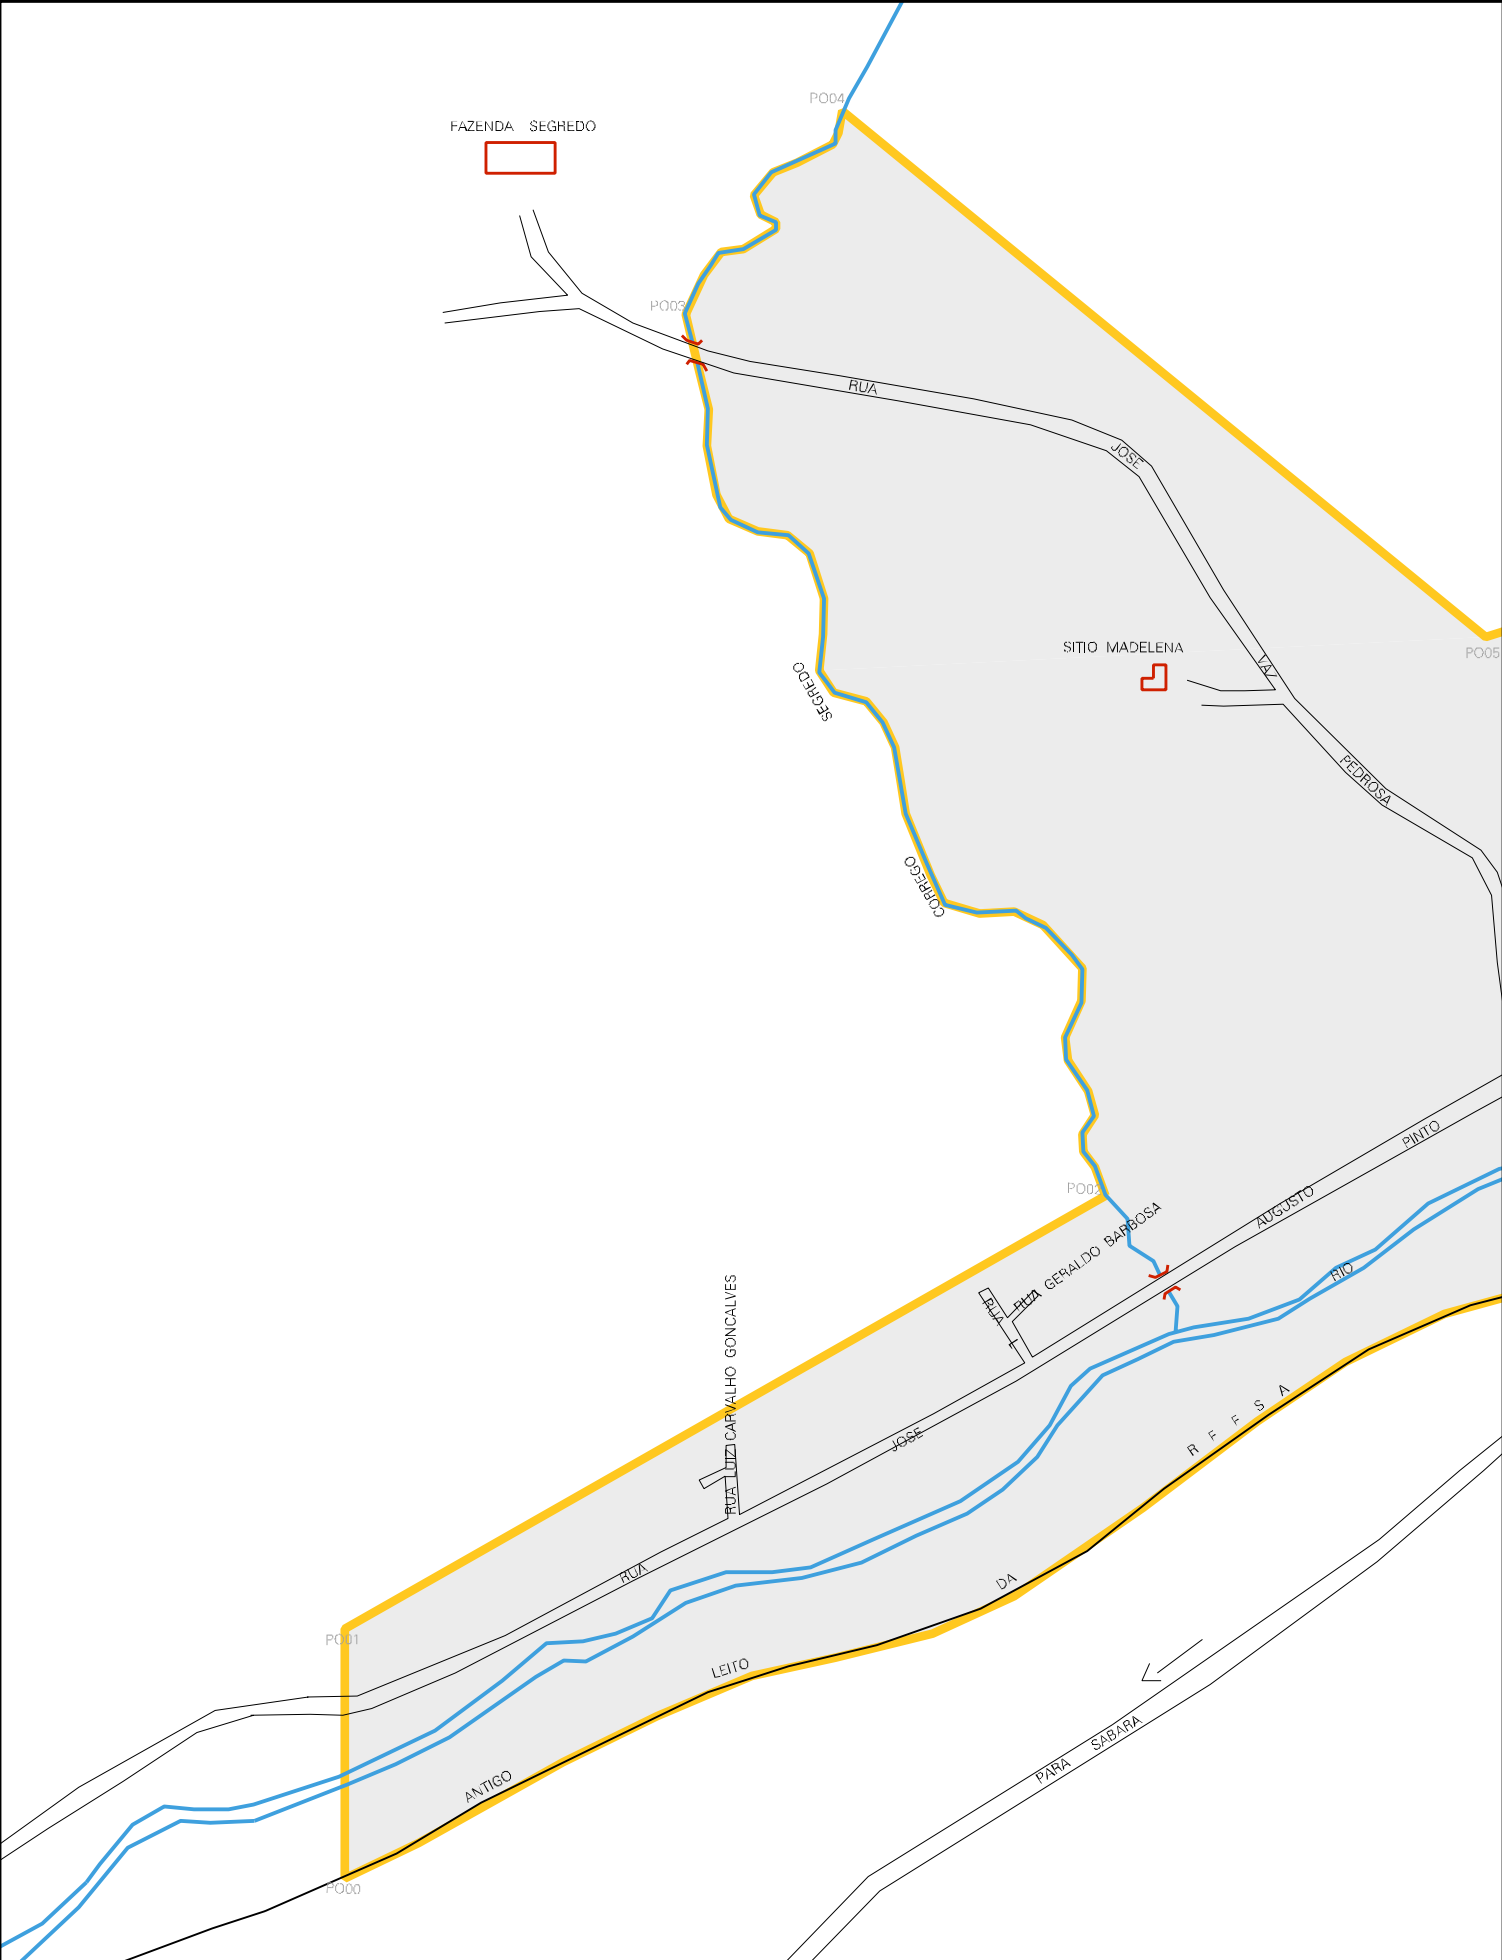 PO04
FAZENDA SEGREDO
PO03
RUA
JOSE
SITIO MADELENA
PO05
VAZ
SEGREDO
PEDROSA
CORREGO
PINTO
PO02
AUGUSTO
RUA GERALDO BARBOSA
RIO
RUA L
RUA LUIZ CARVALHO GONCALVES
R F F S A
JOSE
RUA
DA
PO01
LEITO
PARA SABARA
ANTIGO
PO00